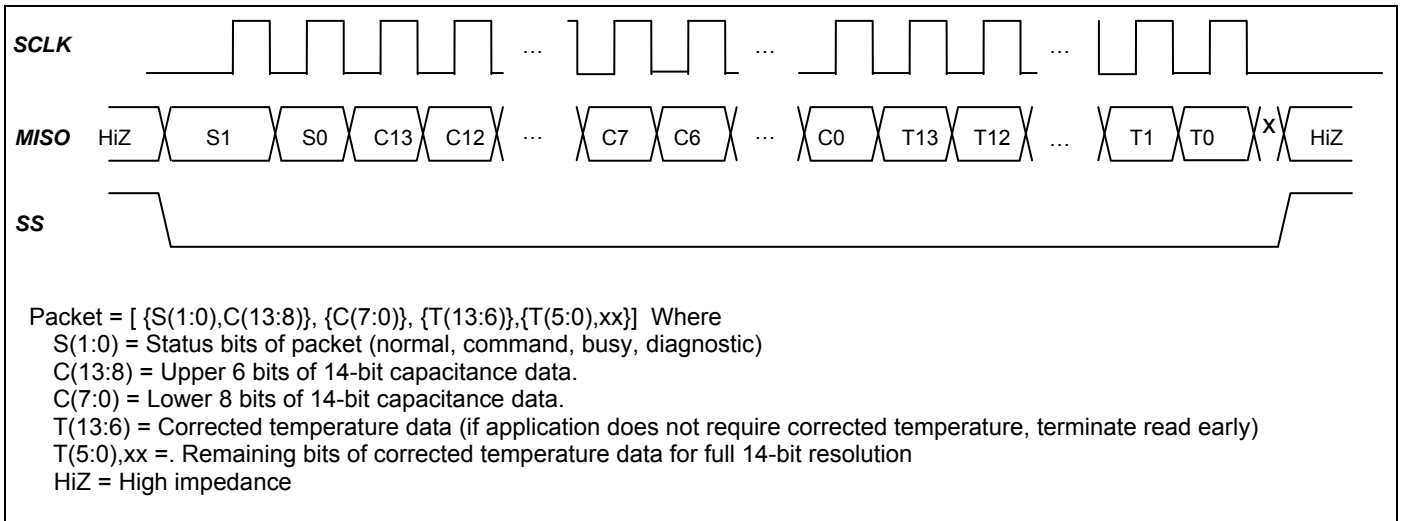 SCLK … … …
MISO HiZ S1 S0 C13 C12 … C7 C6 … C0 T13 T12 … T1 T0 x HiZ
SS
Packet = [ {S(1:0),C(13:8)}, {C(7:0)}, {T(13:6)},{T(5:0),xx}] Where
S(1:0) = Status bits of packet (normal, command, busy, diagnostic)
C(13:8) = Upper 6 bits of 14-bit capacitance data.
C(7:0) = Lower 8 bits of 14-bit capacitance data.
T(13:6) = Corrected temperature data (if application does not require corrected temperature, terminate read early)
T(5:0),xx =. Remaining bits of corrected temperature data for full 14-bit resolution
HiZ = High impedance